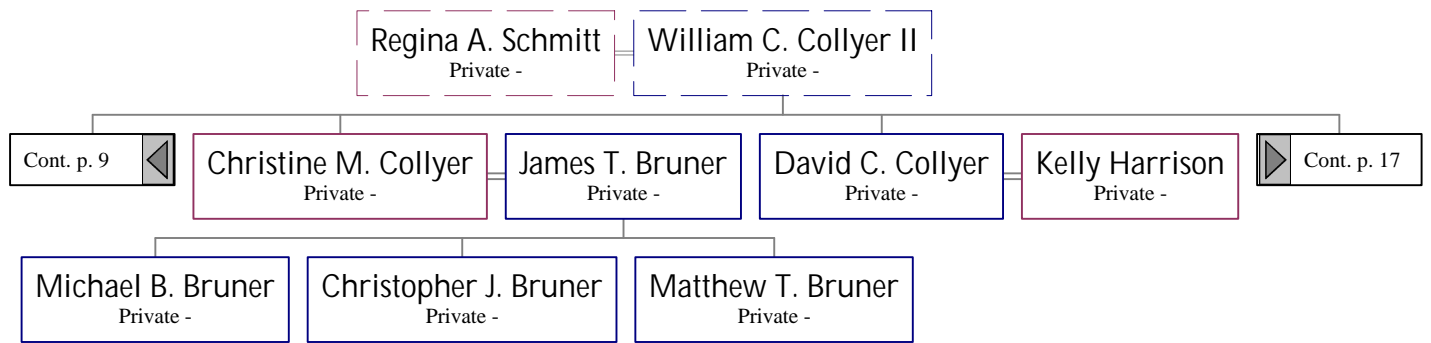 Regina A. Schmitt
Private -
William C. Collyer II
Private -
Cont. p. 9
Christine M. Collyer
Private -
James T. Bruner
Private -
David C. Collyer
Private -
Kelly Harrison
Private -
Cont. p. 17
Michael B. Bruner
Private -
Christopher J. Bruner
Private -
Matthew T. Bruner
Private -